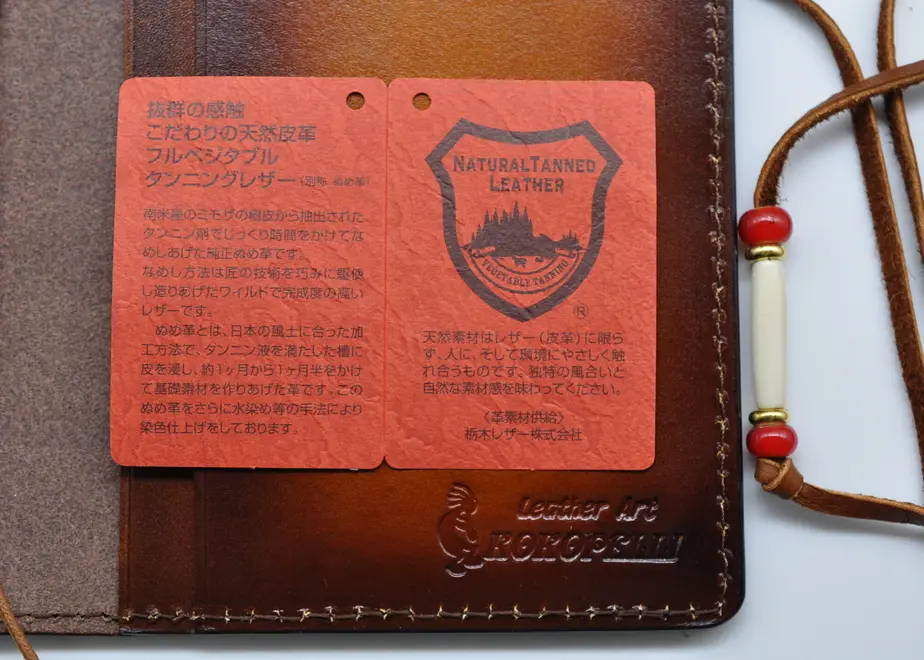 抜群の感触
こだわりの天然皮革
フルベジタブル
タンニングレザー(別称 ぬめ革)
南米産のミモザの樹皮から抽出された
タンニン剤でじっくり時間をかけてな
めしあげた純正ぬめ革です。
なめし方法は匠の技術を巧みに駆使
し造りあげたワイルドで完成度の高い
レザーです。
ぬめ革とは、日本の風土に合った加
工方法で、タンニン液を満たした槽に
皮を浸し、約1ヶ月から1ヶ月半をかけ
て基礎素材を作りあげた革です。この
ぬめ革をさらに水染め等の手法により
染色仕上げをしております。
NATURALTANNED
LEATHER
VEGETABLE TANNING
®
天然素材はレザー(皮革)に限ら
ず、人に、そして環境にやさしく触
れ合うものです。独特の風合いと
自然な素材感を味わってください。
〈革素材供給〉
栃木レザー株式会社
Leather Art
KOKOPELLI